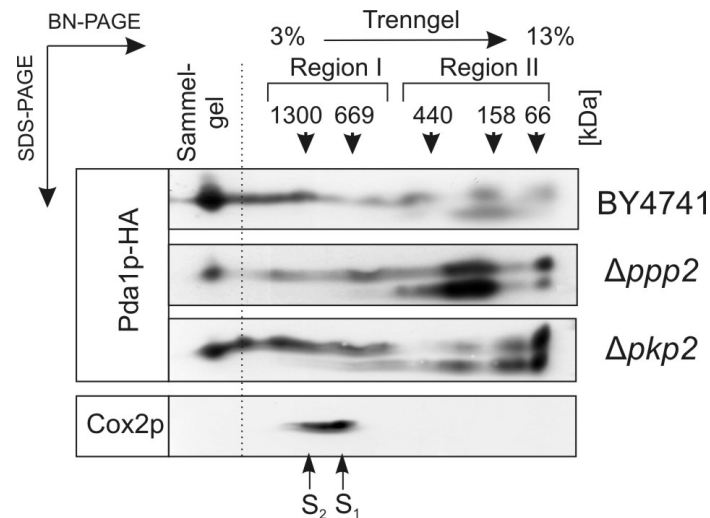 BN-PAGE
SDS-PAGE
Trenngel
3% 13%
Region I Region II
Sammel-
gel
1300 669 440 158 66
[kDa]
Pda1p-HA
BY4741
Δppp2
Δpkp2
Cox2p
S₂ S₁